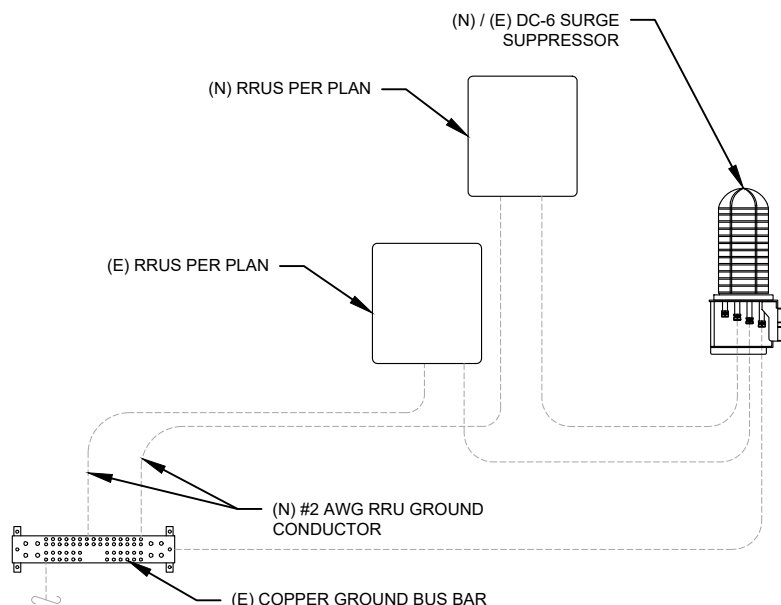 (N) / (E) DC-6 SURGE
SUPPRESSOR
(N) RRUS PER PLAN
(E) RRUS PER PLAN
(N) #2 AWG RRU GROUND
CONDUCTOR
(E) COPPER GROUND BUS BAR